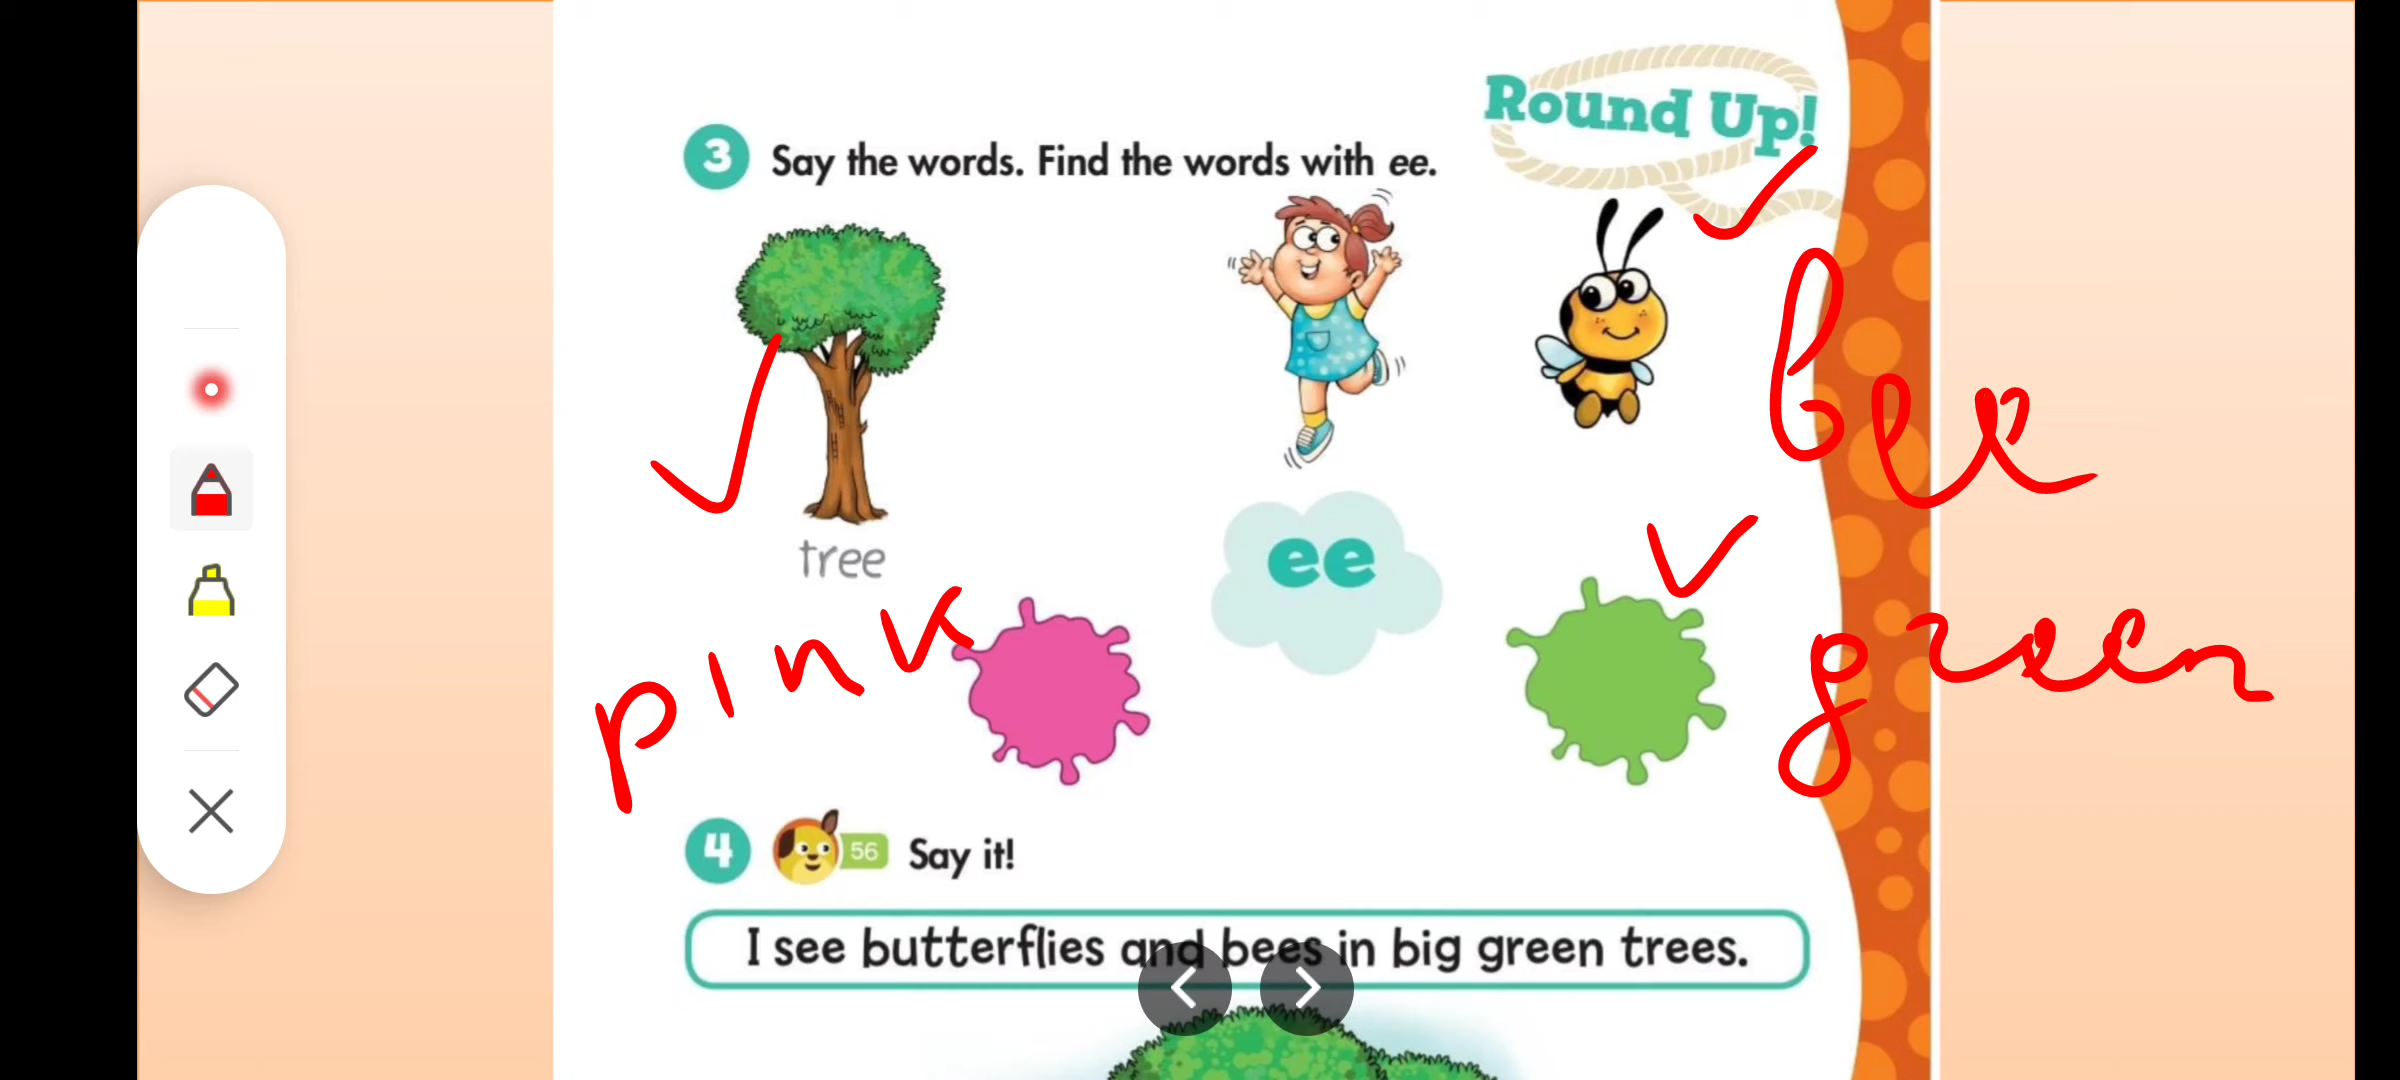 Round Up!
3 Say the words. Find the words with ee.
bee
tree
ee
pink
green
4 56 Say it!
I see butterflies and bees in big green trees.